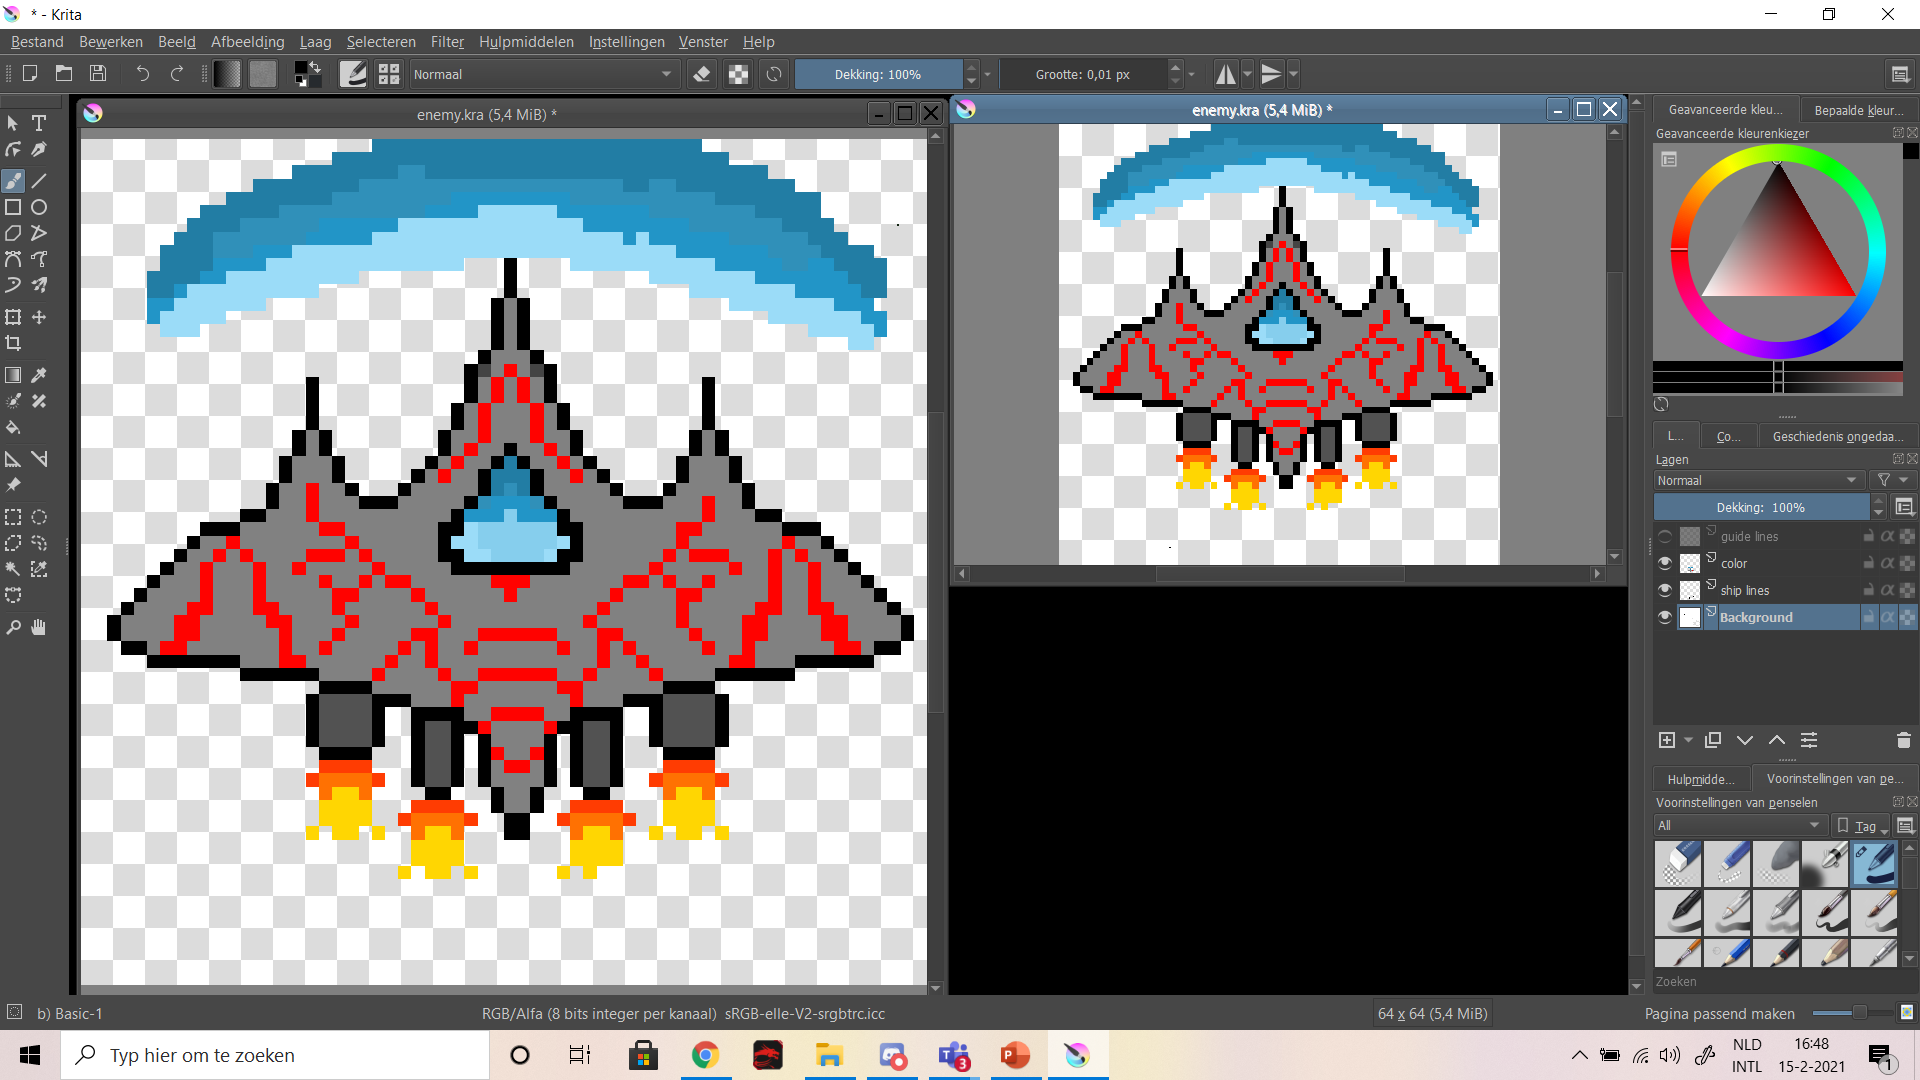 * - Krita
Bestand Bewerken Beeld Afbeelding Laag Selecteren Filter Hulpmiddelen Instellingen Venster Help
Normaal Dekking: 100% Grootte: 0,01 px
enemy.kra (5,4 MiB) *
enemy.kra (5,4 MiB) *
Geavanceerde kleu... Bepaalde kleur...
Geavanceerde kleurenkiezer
L... Co... Geschiedenis ongedaa...
Lagen
Normaal
Dekking: 100%
guide lines
color
ship lines
Background
Hulpmidde... Voorinstellingen van pe...
Voorinstellingen van penselen
All Tag
Zoeken
b) Basic-1 RGB/Alfa (8 bits integer per kanaal) sRGB-elle-V2-srgbtrc.icc 64 x 64 (5,4 MiB) Pagina passend maken
Typ hier om te zoeken
3
NLD
INTL
16:48
15-2-2021
1